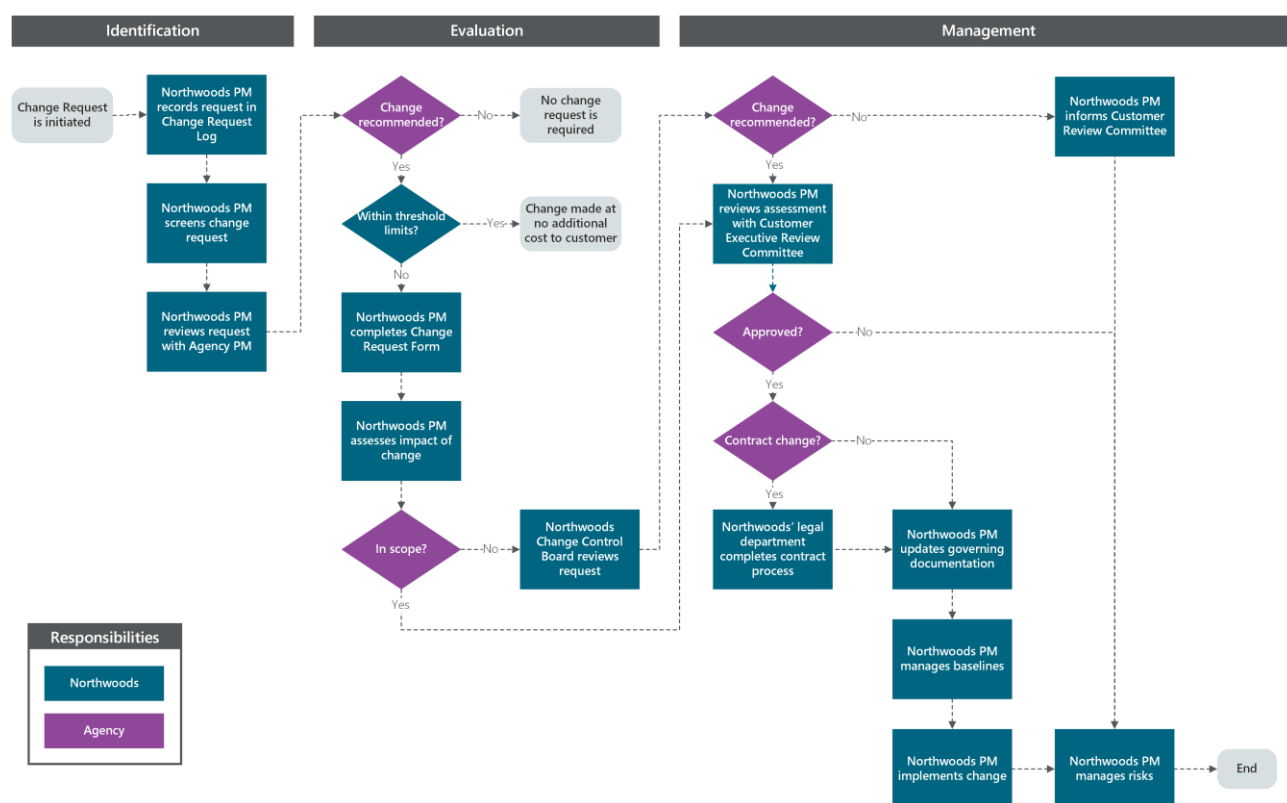 Identification
Evaluation
Management
Change Request
is initiated
Northwoods PM
records request in
Change Request
Log
Northwoods PM
screens change
request
Northwoods PM
reviews request
with Agency PM
Change
recommended?
No
No change
request is
required
Yes
Within threshold
limits?
Yes
Change made at
no additional
cost to customer
No
Northwoods PM
completes Change
Request Form
Northwoods PM
assesses impact of
change
In scope?
No
Northwoods
Change Control
Board reviews
request
Yes
Change
recommended?
No
Northwoods PM
informs Customer
Review Committee
Yes
Northwoods PM
reviews assessment
with Customer
Executive Review
Committee
Approved?
No
Yes
Contract change?
No
Yes
Northwoods' legal
department
completes contract
process
Northwoods PM
updates governing
documentation
Northwoods PM
manages baselines
Northwoods PM
implements change
Northwoods PM
manages risks
End
Responsibilities
Northwoods
Agency